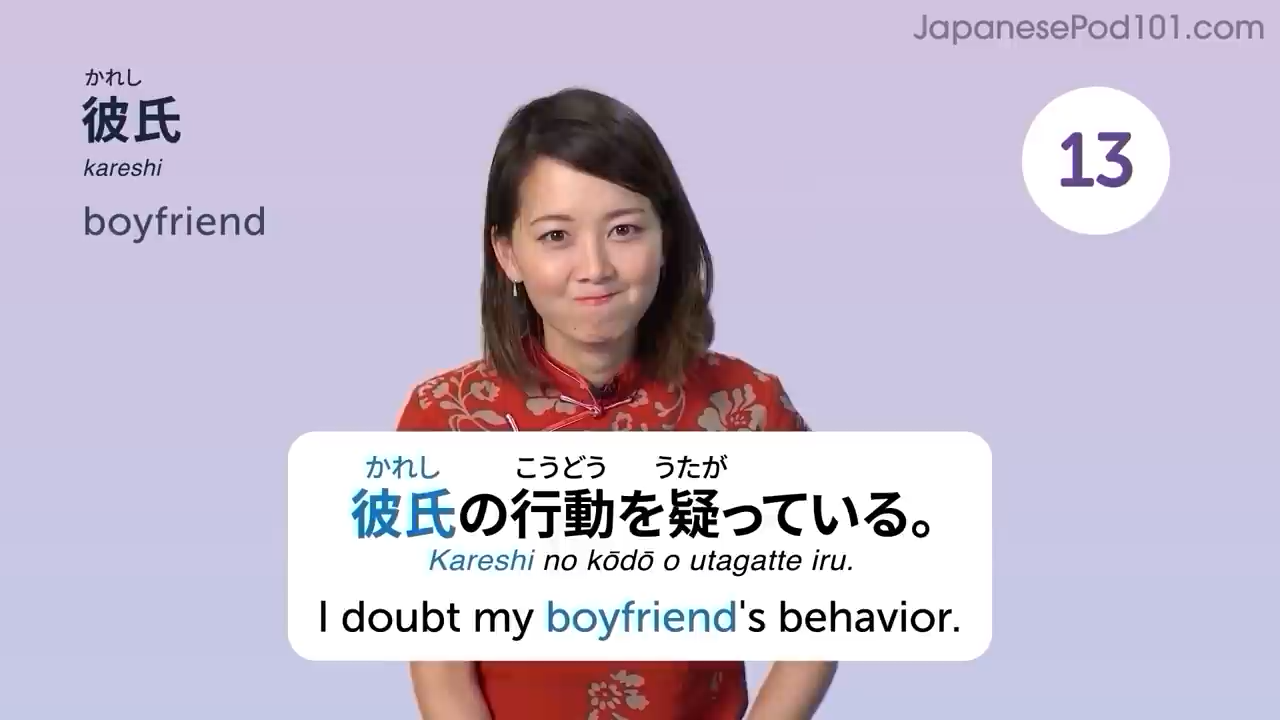 JapanesePod101.com
かれし
彼氏
kareshi
boyfriend
13
かれし こうどう うたが
彼氏の行動を疑っている。
Kareshi no kōdō o utagatte iru.
I doubt my boyfriend's behavior.